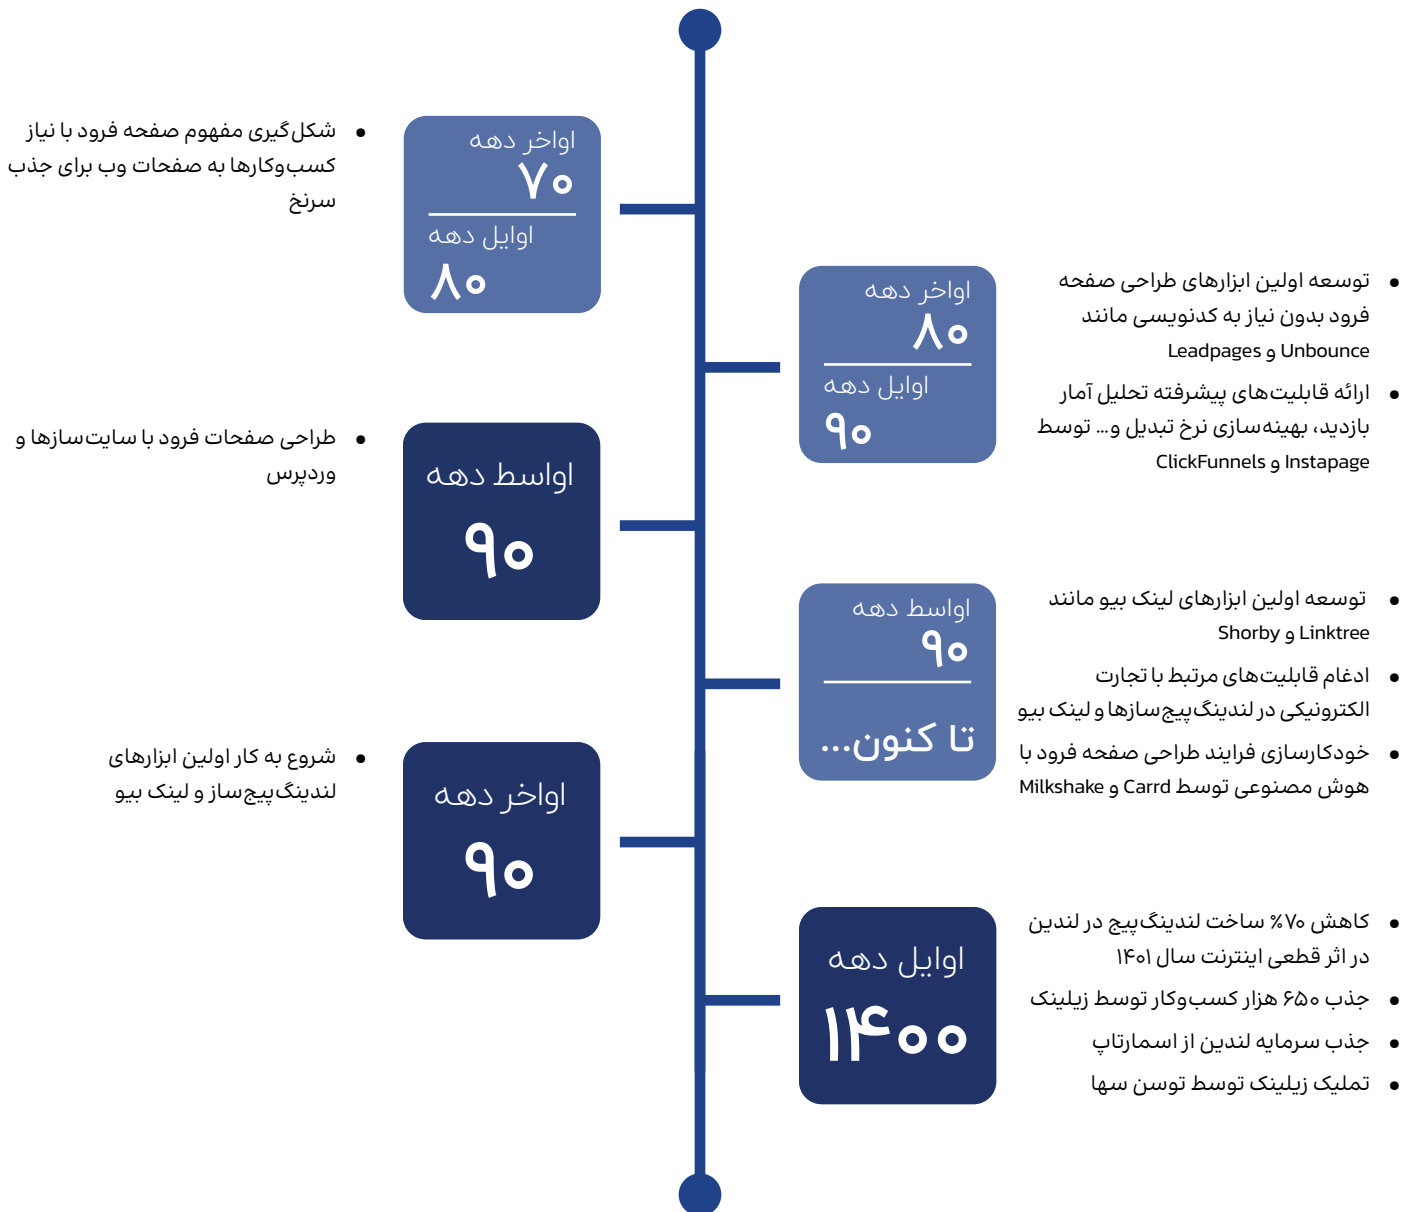 اواخر دهه
۷۰
اوایل دهه
۸۰
• شکل‌گیری مفهوم صفحه فرود با نیاز
کسب‌وکارها به صفحات وب برای جذب
سرنخ
اواخر دهه
۸۰
اوایل دهه
۹۰
• توسعه اولین ابزارهای طراحی صفحه
فرود بدون نیاز به کدنویسی مانند
Unbounce و Leadpages
• ارائه قابلیت‌های پیشرفته تحلیل آمار
بازدید، بهینه‌سازی نرخ تبدیل و... توسط
Instapage و ClickFunnels
اواسط دهه
۹۰
• طراحی صفحات فرود با سایت‌سازها و
وردپرس
اواسط دهه
۹۰
تا کنون...
• توسعه اولین ابزارهای لینک بیو مانند
Linktree و Shorby
• ادغام قابلیت‌های مرتبط با تجارت
الکترونیکی در لندینگ‌پیج‌سازها و لینک بیو
• خودکارسازی فرایند طراحی صفحه فرود با
هوش مصنوعی توسط Carrd و Milkshake
اواخر دهه
۹۰
• شروع به کار اولین ابزارهای
لندینگ‌پیج‌ساز و لینک بیو
اوایل دهه
۱۴۰۰
• کاهش ۷۰% ساخت لندینگ‌پیج در لندین
در اثر قطعی اینترنت سال ۱۴۰۱
• جذب ۶۵۰ هزار کسب‌وکار توسط زیلینک
• جذب سرمایه لندین از اسمارتاپ
• تملیک زیلینک توسط توسن سها